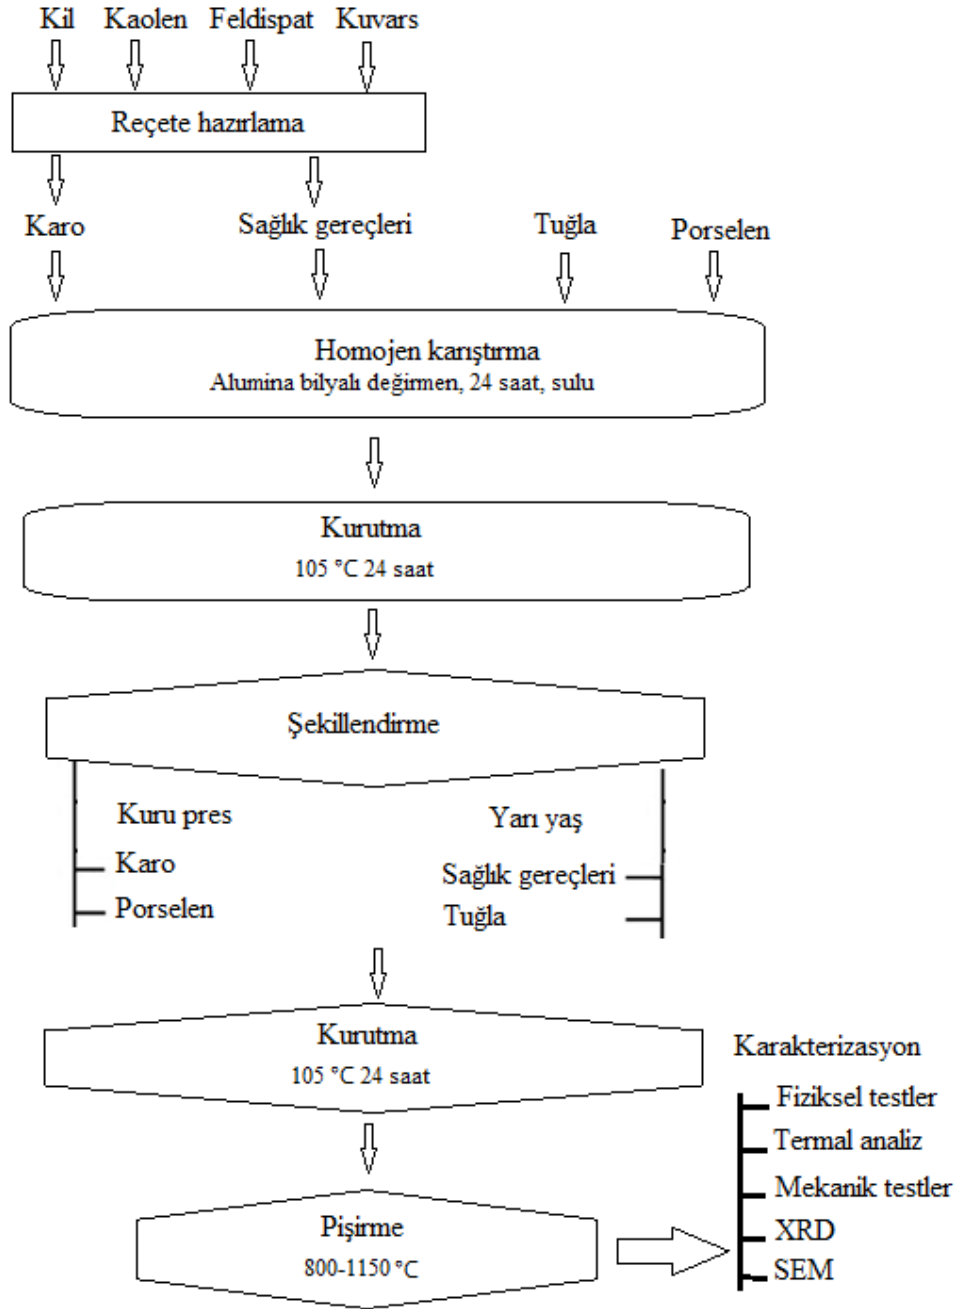 Kil Kaolen Feldispat Kuvars
Reçete hazırlama
Karo Sağlık gereçleri Tuğla Porselen
Homojen karıştırma
Alumina bilyalı değirmen, 24 saat, sulu
Kurutma
105 °C 24 saat
Şekillendirme
Kuru pres
Karo
Porselen
Yarı yaş
Sağlık gereçleri
Tuğla
Kurutma
105 °C 24 saat
Pişirme
800-1150 °C
Karakterizasyon
Fiziksel testler
Termal analiz
Mekanik testler
XRD
SEM